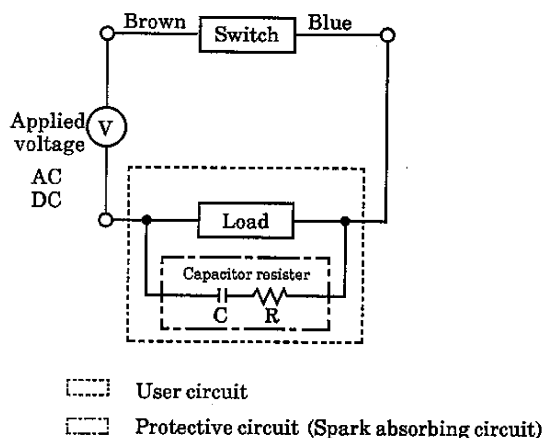 Brown
Switch
Blue
Applied
voltage
V
AC
DC
Load
Capacitor resister
C
R
User circuit
Protective circuit (Spark absorbing circuit)